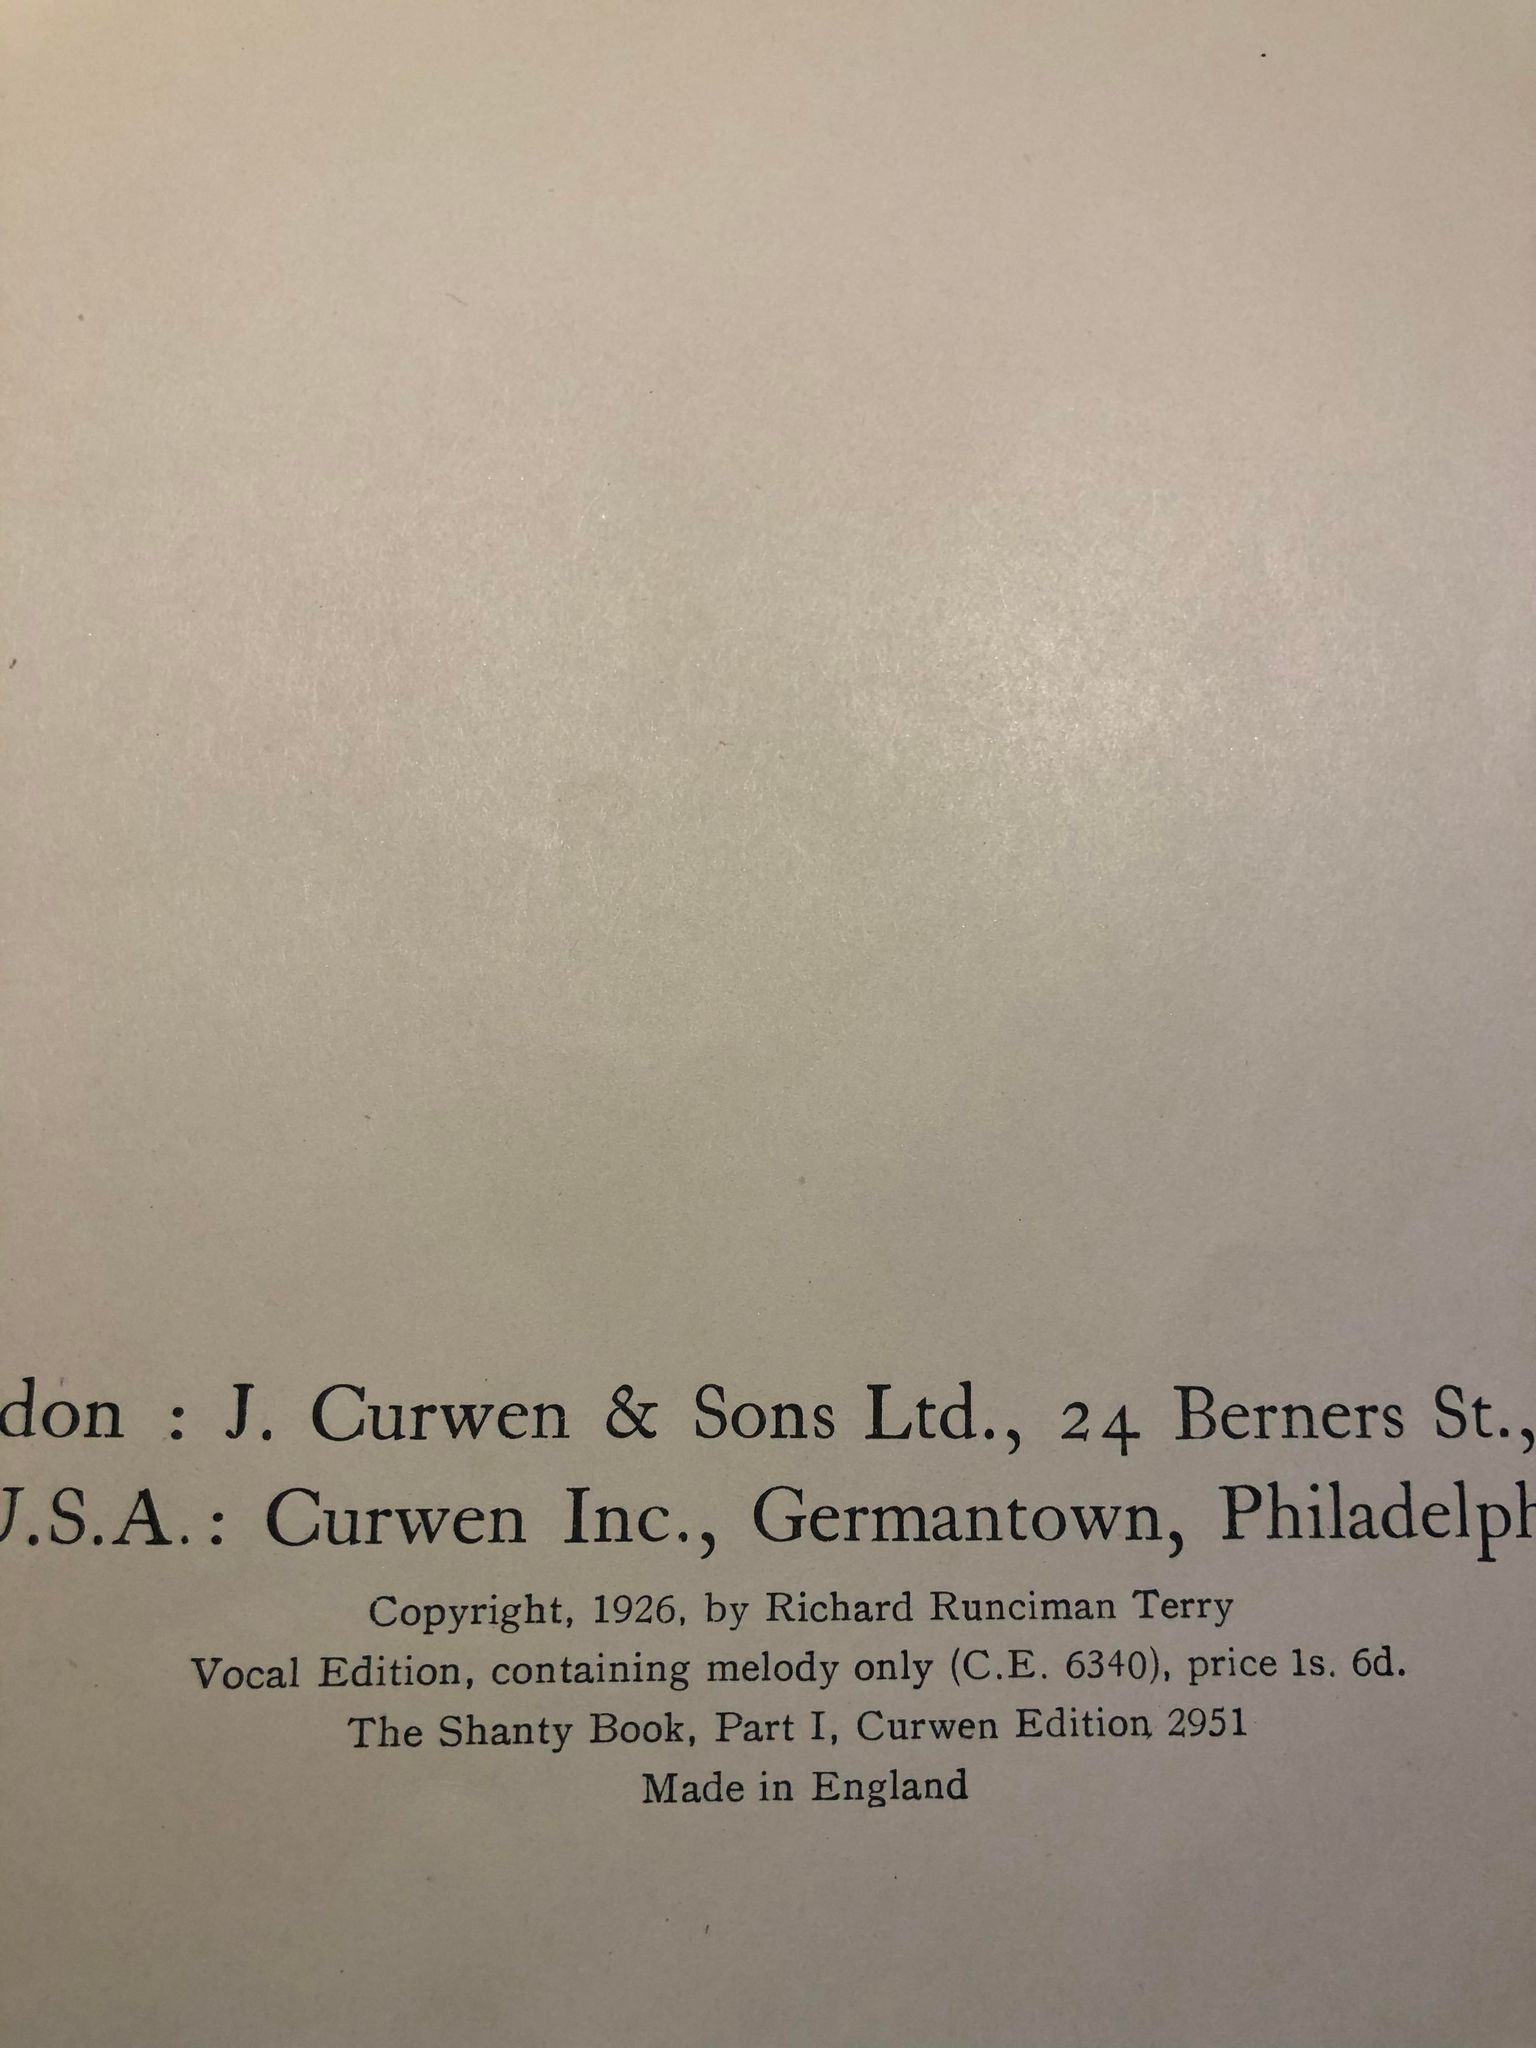 don : J. Curwen & Sons Ltd., 24 Berners St.,
J.S.A.: Curwen Inc., Germantown, Philadelph
Copyright, 1926, by Richard Runciman Terry
Vocal Edition, containing melody only (C.E. 6340), price 1s. 6d.
The Shanty Book, Part I, Curwen Edition 2951
Made in England